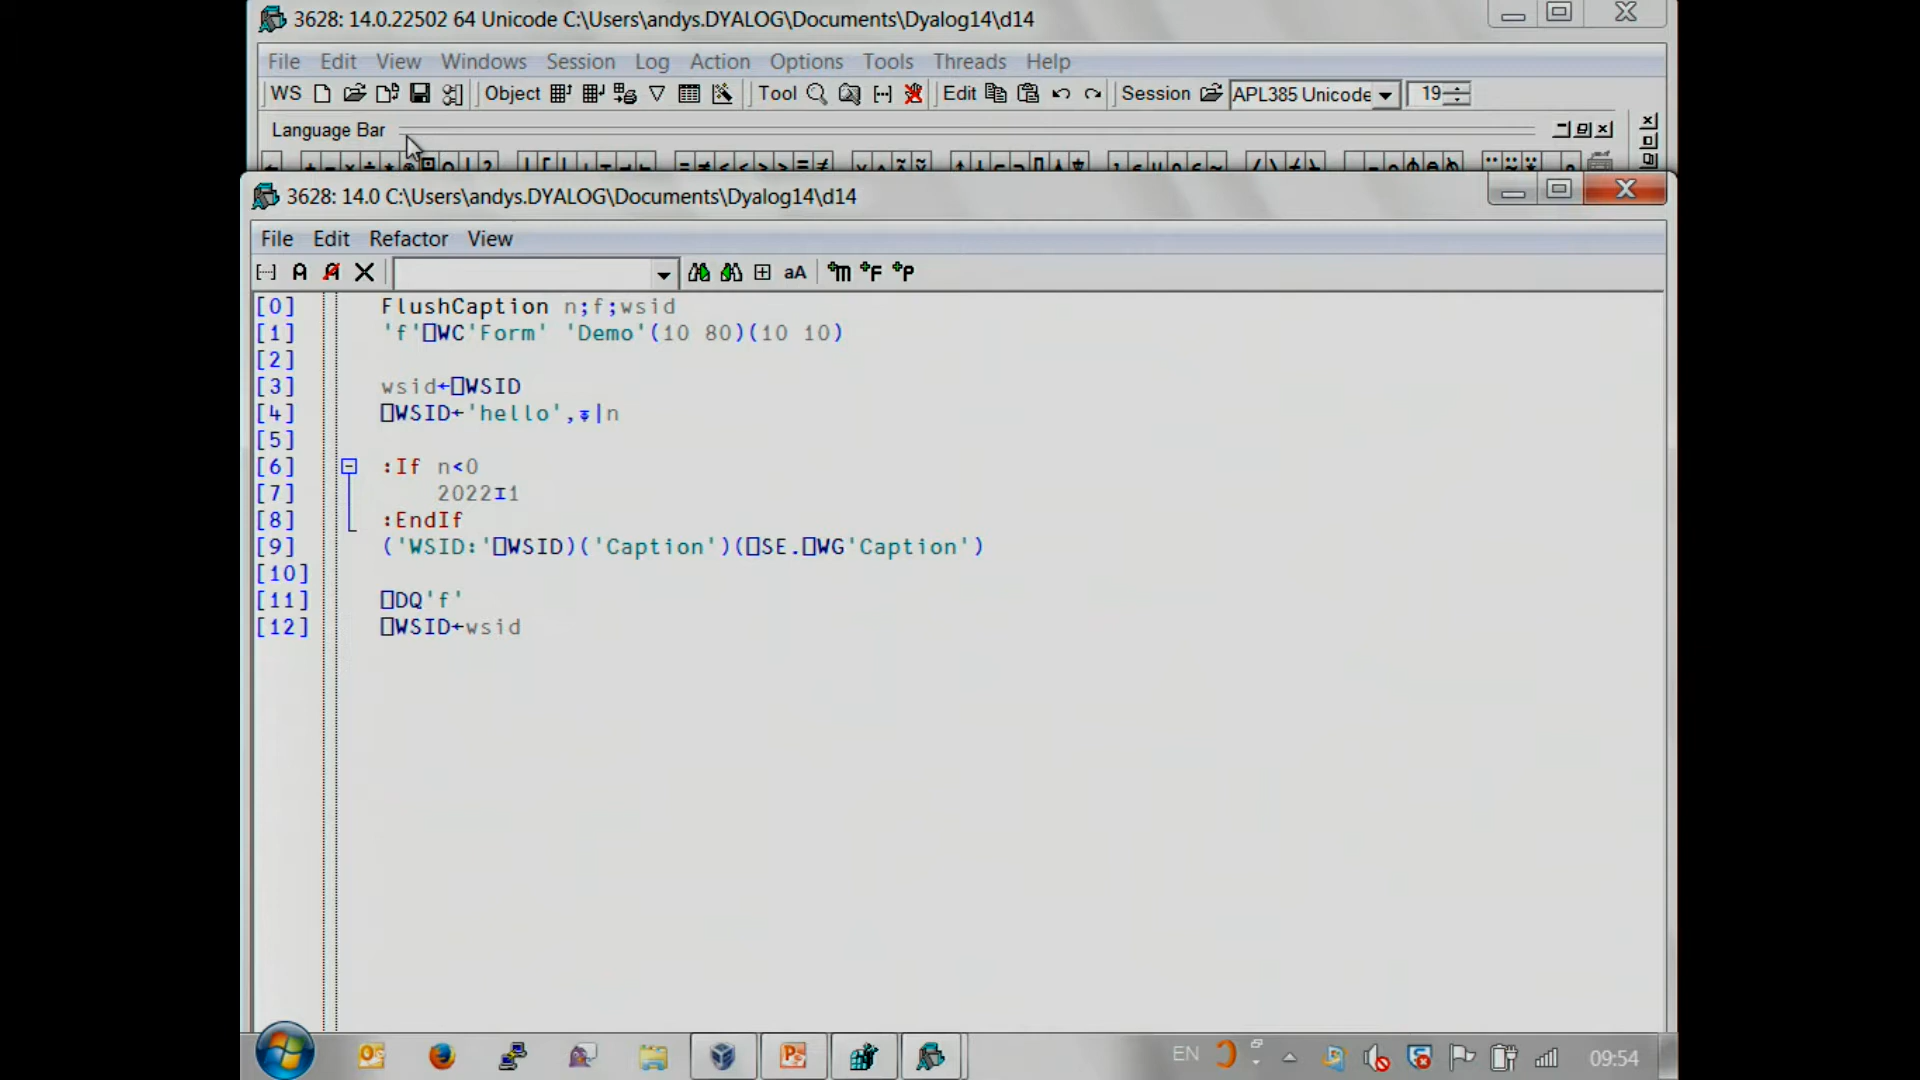 3628: 14.0.22502 64 Unicode C:\Users\andys.DYALOG\Documents\Dyalog14\d14
File Edit View Windows Session Log Action Options Tools Threads Help
WS Object Tool Edit Session APL385 Unicode 19
Language Bar
3628: 14.0 C:\Users\andys.DYALOG\Documents\Dyalog14\d14
File Edit Refactor View
[0] FlushCaption n;f;wsid
[1] 'f'⎕WC'Form' 'Demo'(10 80)(10 10)
[2]
[3] wsid←⎕WSID
[4] ⎕WSID←'hello',⍕|n
[5]
[6] :If n<0
[7] 2022⌶1
[8] :EndIf
[9] ('WSID:'⎕WSID)('Caption')(⎕SE.⎕WG'Caption')
[10]
[11] ⎕DQ'f'
[12] ⎕WSID←wsid
EN 09:54